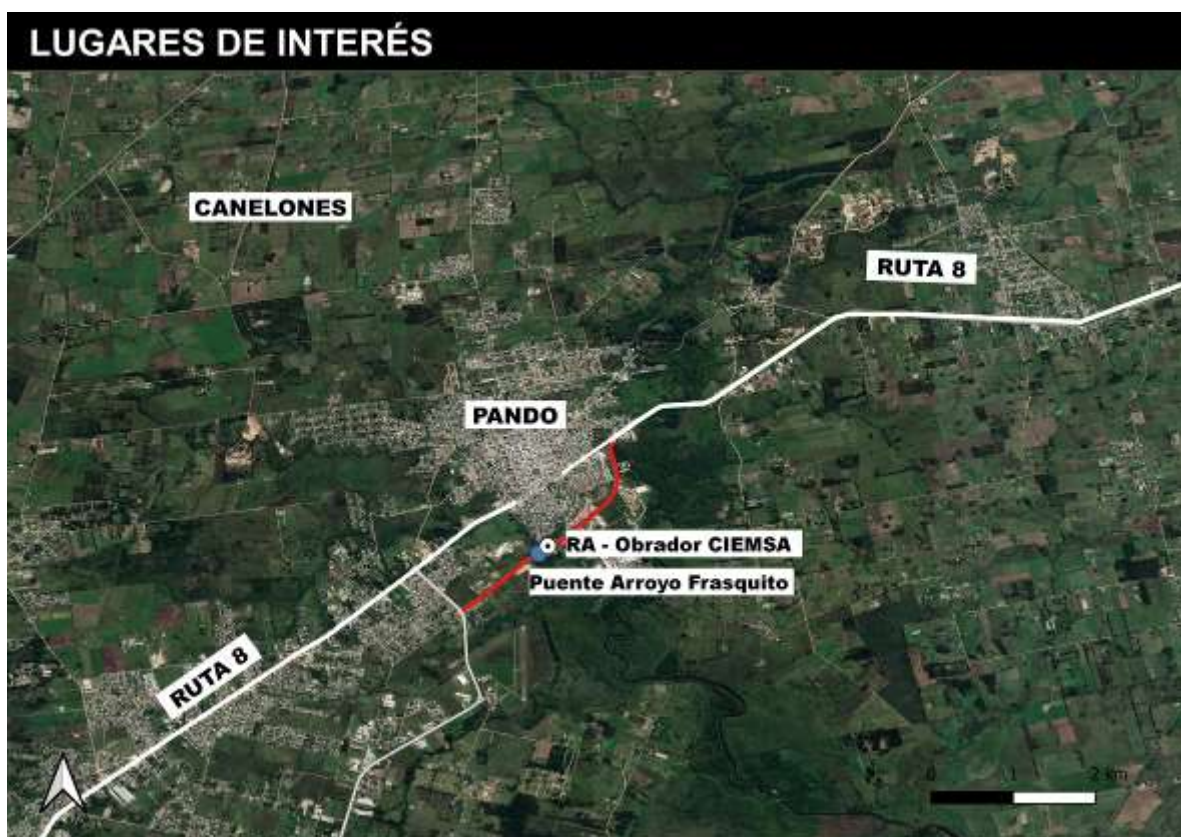 LUGARES DE INTERÉS
CANELONES
RUTA 8
PANDO
RA - Obrador CIEMSA
Puente Arroyo Frasquito
RUTA 8
0 1 2 km